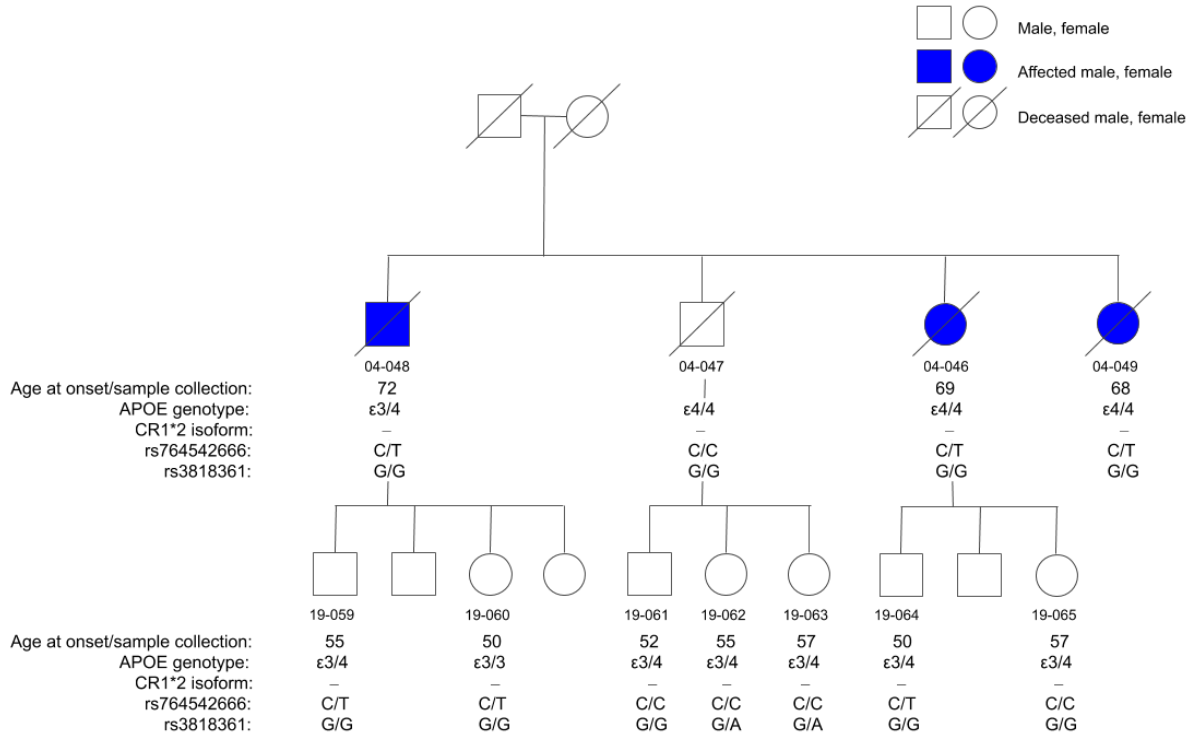 Male, female
Affected male, female
Deceased male, female
04-048 04-047 04-046 04-049
Age at onset/sample collection: 72 69 68
APOE genotype: ε3/4 ε4/4 ε4/4 ε4/4
CR1*2 isoform: – – – –
rs764542666: C/T C/C C/T C/T
rs3818361: G/G G/G G/G G/G
19-059 19-060 19-061 19-062 19-063 19-064 19-065
Age at onset/sample collection: 55 50 52 55 57 50 57
APOE genotype: ε3/4 ε3/3 ε3/4 ε3/4 ε3/4 ε3/4 ε3/4
CR1*2 isoform: – – – – – – –
rs764542666: C/T C/T C/C C/C C/C C/T C/C
rs3818361: G/G G/G G/G G/A G/A G/G G/G